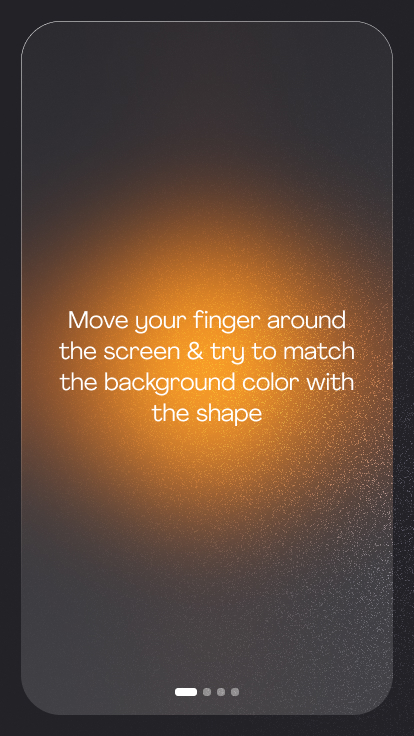 Move your finger around
the screen & try to match
the background color with
the shape